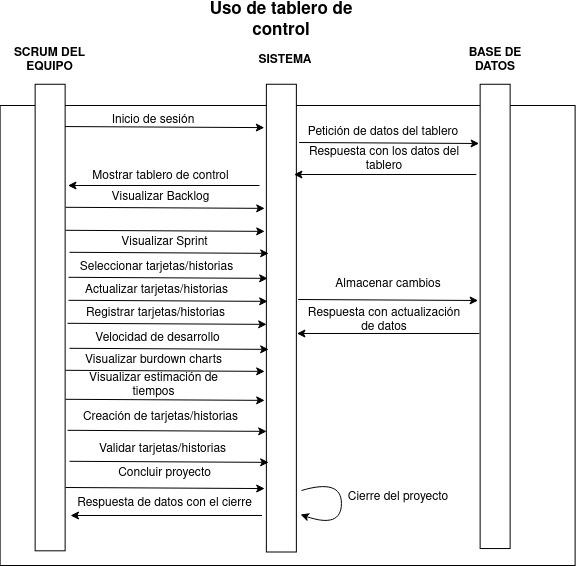 Uso de tablero de
control
SCRUM DEL
EQUIPO
SISTEMA
BASE DE
DATOS
Inicio de sesión
Petición de datos del tablero
Respuesta con los datos del
tablero
Mostrar tablero de control
Visualizar Backlog
Visualizar Sprint
Seleccionar tarjetas/historias
Actualizar tarjetas/historias
Almacenar cambios
Registrar tarjetas/historias
Respuesta con actualización
de datos
Velocidad de desarrollo
Visualizar burdown charts
Visualizar estimación de
tiempos
Creación de tarjetas/historias
Validar tarjetas/historias
Concluir proyecto
Cierre del proyecto
Respuesta de datos con el cierre